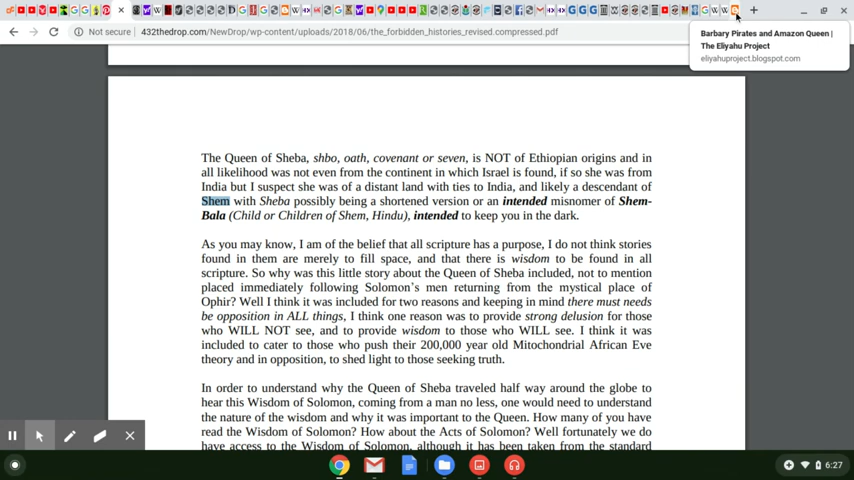 Not secure
432thedrop.com/NewDrop/wp-content/uploads/2018/06/the_forbidden_histories_revised.compressed.pdf
Barbary Pirates and Amazon Queen |
The Eliyahu Project
eliyahuproject.blogspot.com
The Queen of Sheba, shbo, oath, covenant or seven, is NOT of Ethiopian origins and in
all likelihood was not even from the continent in which Israel is found, if so she was from
India but I suspect she was of a distant land with ties to India, and likely a descendant of
Shem with Sheba possibly being a shortened version or an intended misnomer of Shem-
Bala (Child or Children of Shem, Hindu), intended to keep you in the dark.
As you may know, I am of the belief that all scripture has a purpose, I do not think stories
found in them are merely to fill space, and that there is wisdom to be found in all
scripture. So why was this little story about the Queen of Sheba included, not to mention
placed immediately following Solomon's men returning from the mystical place of
Ophir? Well I think it was included for two reasons and keeping in mind there must needs
be opposition in ALL things, I think one reason was to provide strong delusion for those
who WILL NOT see, and to provide wisdom to those who WILL see. I think it was
included to cater to those who push their 200,000 year old Mitochondrial African Eve
theory and in opposition, to shed light to those seeking truth.
In order to understand why the Queen of Sheba traveled half way around the globe to
hear this Wisdom of Solomon, coming from a man no less, one would need to understand
the nature of the wisdom and why it was important to the Queen. How many of you have
read the Wisdom of Solomon? How about the Acts of Solomon? Well fortunately we do
have access to the Wisdom of Solomon, although it has been taken from the standard
6:27